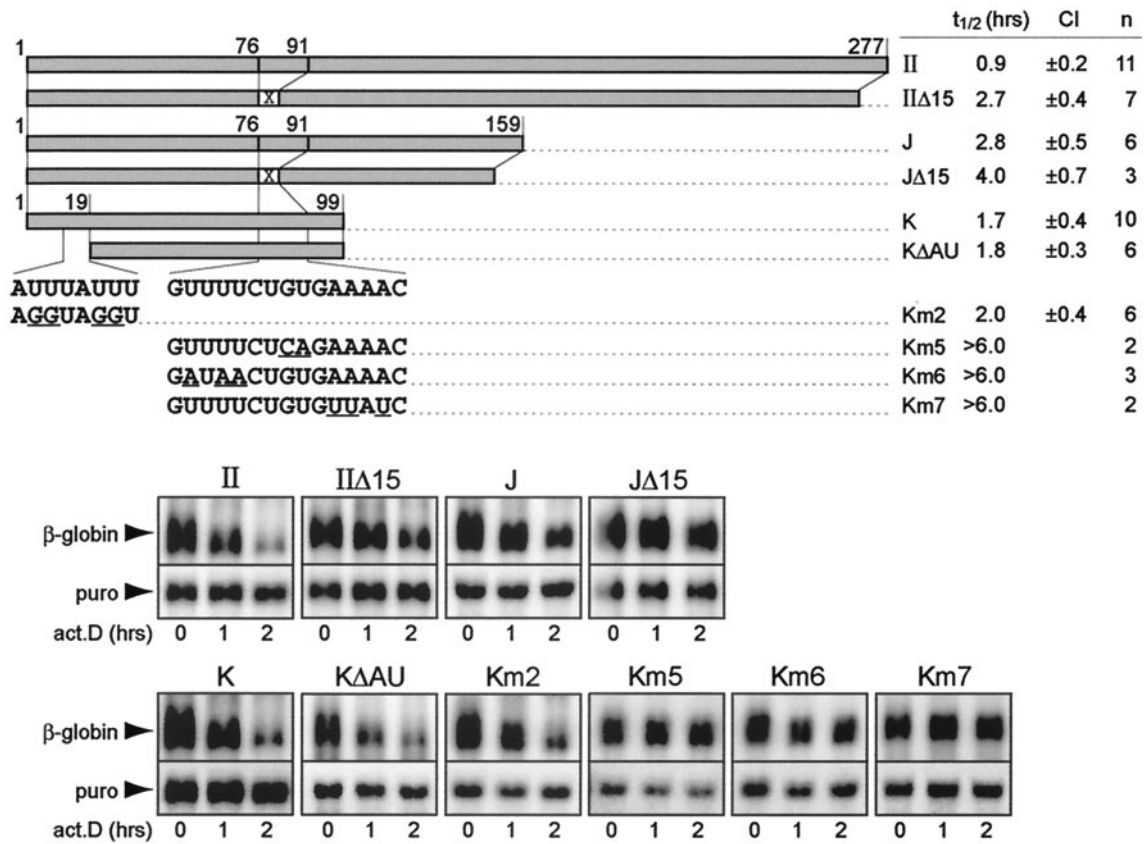 t1/2 (hrs) CI n
1 76 91 277 II 0.9 ±0.2 11
X IIΔ15 2.7 ±0.4 7
1 76 91 159 J 2.8 ±0.5 6
X JΔ15 4.0 ±0.7 3
1 19 99 K 1.7 ±0.4 10
KΔAU 1.8 ±0.3 6
AUUUAUUU GUUUUCUGUGAAAAC
AGGUAGGU Km2 2.0 ±0.4 6
GUUUUCUCAGAAAAC Km5 >6.0 2
GAUAACUGUGAAAAC Km6 >6.0 3
GUUUUCUGUGUUAUC Km7 >6.0 2
II IIΔ15 J JΔ15
β-globin
puro
act.D (hrs) 0 1 2 0 1 2 0 1 2 0 1 2
K KΔAU Km2 Km5 Km6 Km7
β-globin
puro
act.D (hrs) 0 1 2 0 1 2 0 1 2 0 1 2 0 1 2 0 1 2